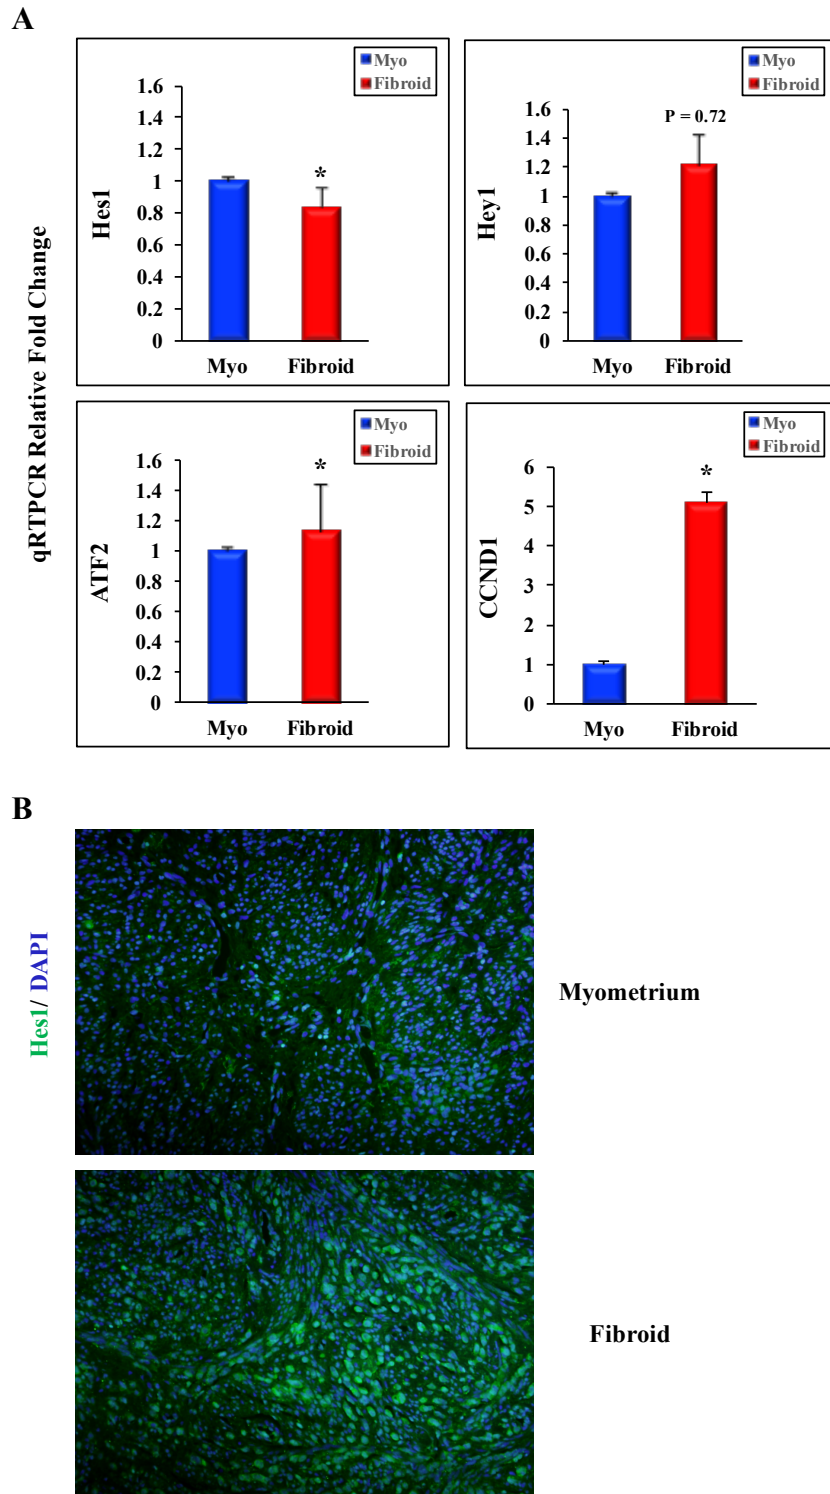 A
qRTPCR Relative Fold Change
Myo
Fibroid
Hes1
1.6
1.4
1.2
1
0.8
0.6
0.4
0.2
0
*
Myo Fibroid
Myo
Fibroid
Hey1
1.6
1.4
1.2
1
0.8
0.6
0.4
0.2
0
P = 0.72
Myo Fibroid
Myo
Fibroid
ATF2
1.6
1.4
1.2
1
0.8
0.6
0.4
0.2
0
*
Myo Fibroid
Myo
Fibroid
CCND1
6
5
4
3
2
1
0
*
Myo Fibroid
B
Hes1/ DAPI
Myometrium
Fibroid